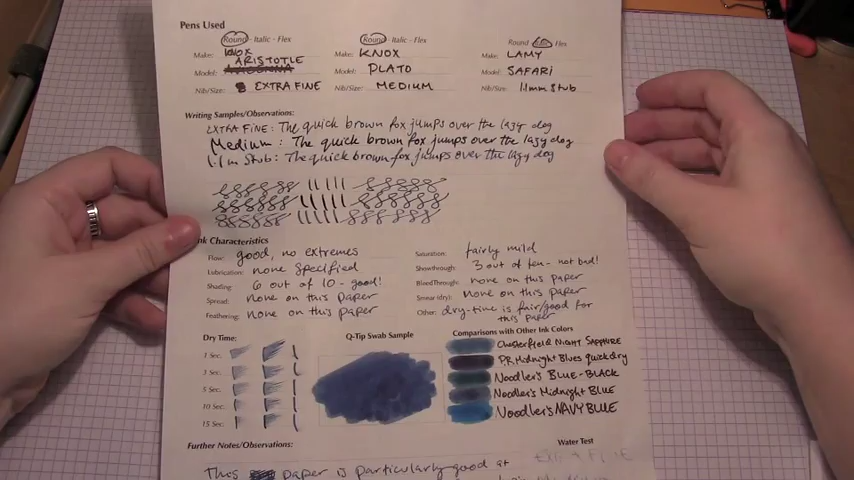 Pens Used
Round - Italic - Flex Round - Italic - Flex Round Flex
Make: KNOX Make: KNOX Make: LAMY
ARISTOTLE
Model: Model: PLATO Model: SAFARI
Nib/Size: EXTRA FINE Nib/Size: MEDIUM Nib/Size: 1.1mm Stub
Writing Samples/Observations:
EXTRA FINE: The quick brown fox jumps over the lazy dog
Medium: The quick brown fox jumps over the lazy dog
1.1m Stub: The quick brown fox jumps over the lazy dog
nk Characteristics
Flow: good, no extremes Saturation: fairly mild
Lubrication: none specified Showthrough: 3 out of ten - not bad!
Shading: 6 out of 10 - good! BleedThrough: none on this paper
Spread: none on this paper Smear (dry): none on this paper
Feathering: none on this paper Other: dry-time is fair/good for this paper
Dry Time: Q-Tip Swab Sample Comparisons with Other Ink Colors
1 Sec. Chesterfield NIGHT SAPPHIRE
3 Sec. P.R. Midnight Blues quickdry
5 Sec. Noodler's BLUE-BLACK
10 Sec. Noodler's Midnight BLUE
15 Sec. Noodler's NAVY BLUE
Further Notes/Observations: Water Test
This paper is particularly good at